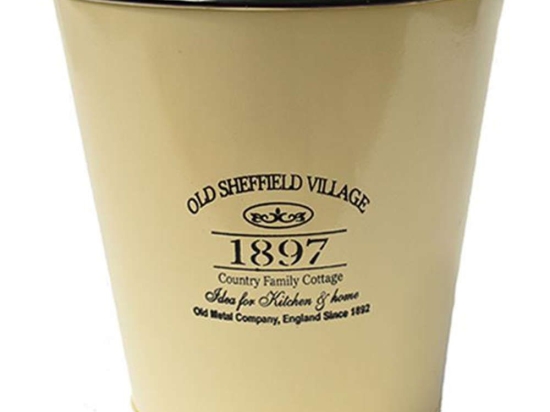 OLD SHEFFIELD VILLAGE
1897
Country Family Cottage
Idea for Kitchen & home
Old Metal Company, England Since 1892